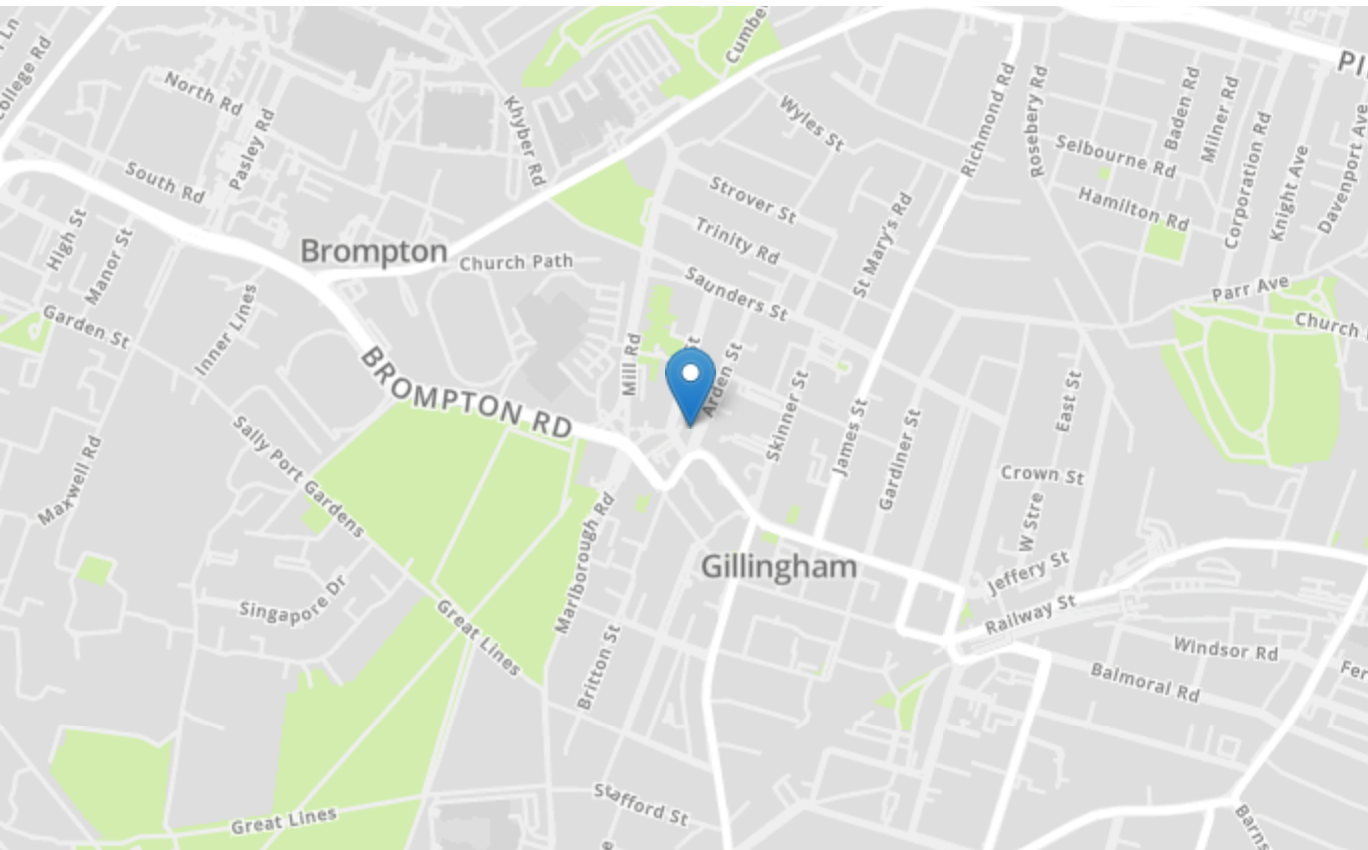 College Rd
Cumbe
PI
North Rd
Pasley Rd
Khyber Rd
Wyles St
Richmond Rd
Rosebery Rd
Baden Rd
Milner Rd
Selbourne Rd
Corporation Rd
Knight Ave
Davenport Ave
South Rd
Strover St
Hamilton Rd
High St
Manor St
Brompton
Church Path
Trinity Rd
St Mary's Rd
Saunders St
Parr Ave
Church
Garden St
Inner Lines
Mill Rd
St
Arden St
BROMPTON RD
Skinner St
James St
Gardiner St
East St
Maxwell Rd
Sally Port Gardens
Crown St
W Stre
Marlborough Rd
Gillingham
Jeffery St
Singapore Dr
Great Lines
Railway St
Britton St
Windsor Rd
Balmoral Rd
Fer
Great Lines
Stafford St
Barns
e